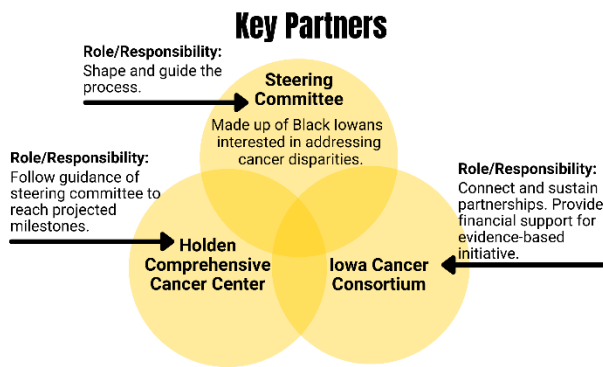 Key Partners
Role/Responsibility:
Shape and guide the
process.
Steering
Committee
Made up of Black Iowans
interested in addressing
cancer disparities.
Role/Responsibility:
Follow guidance of
steering committee to
reach projected
milestones.
Role/Responsibility:
Connect and sustain
partnerships. Provide
financial support for
evidence-based
initiative.
Holden
Comprehensive
Cancer Center
Iowa Cancer
Consortium